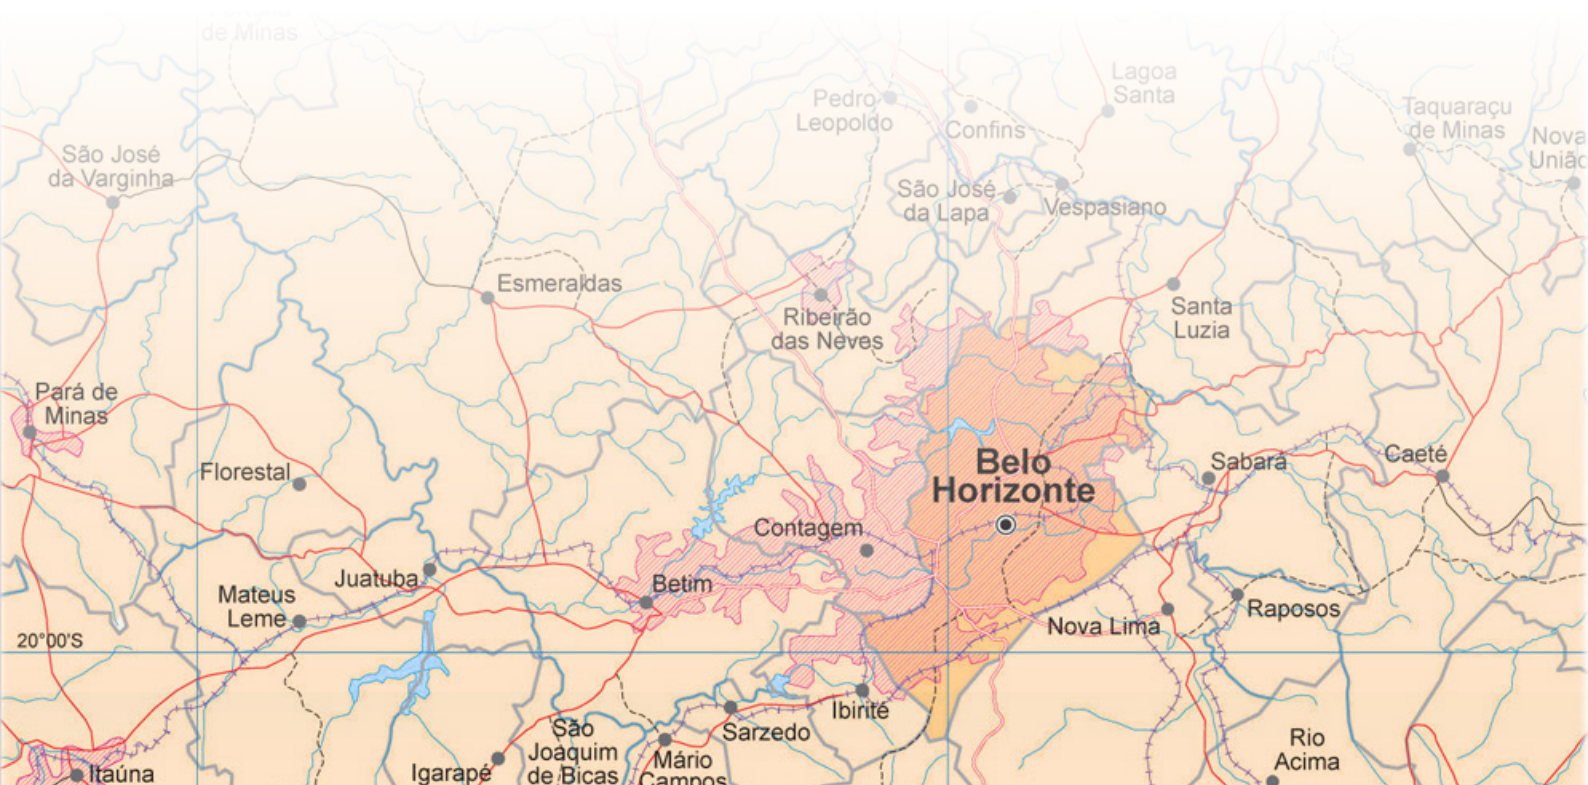 de Minas
Lagoa
Santa
Pedro
Leopoldo
Confins
Taquaraçu
de Minas
Nova
União
São José
da Varginha
São José
da Lapa
Vespasiano
Esmeraldas
Ribeirão
das Neves
Santa
Luzia
Pará de
Minas
Florestal
Belo
Horizonte
Sabará
Caeté
Contagem
Juatuba
Betim
Mateus
Leme
Raposos
Nova Lima
20°00'S
Ibirité
Sarzedo
São
Joaquim
de Bicas
Mário
Campos
Igarapé
Itaúna
Rio
Acima